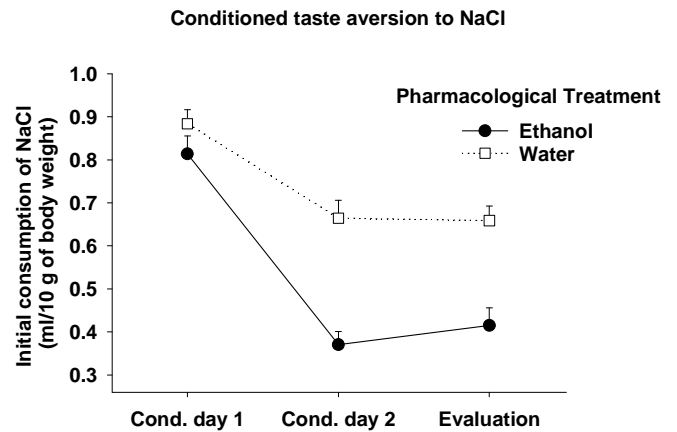 Conditioned taste aversion to NaCl
Initial consumption of NaCl
(ml/10 g of body weight)
1.0
0.9
0.8
0.7
0.6
0.5
0.4
0.3
Pharmacological Treatment
Ethanol
Water
Cond. day 1
Cond. day 2
Evaluation